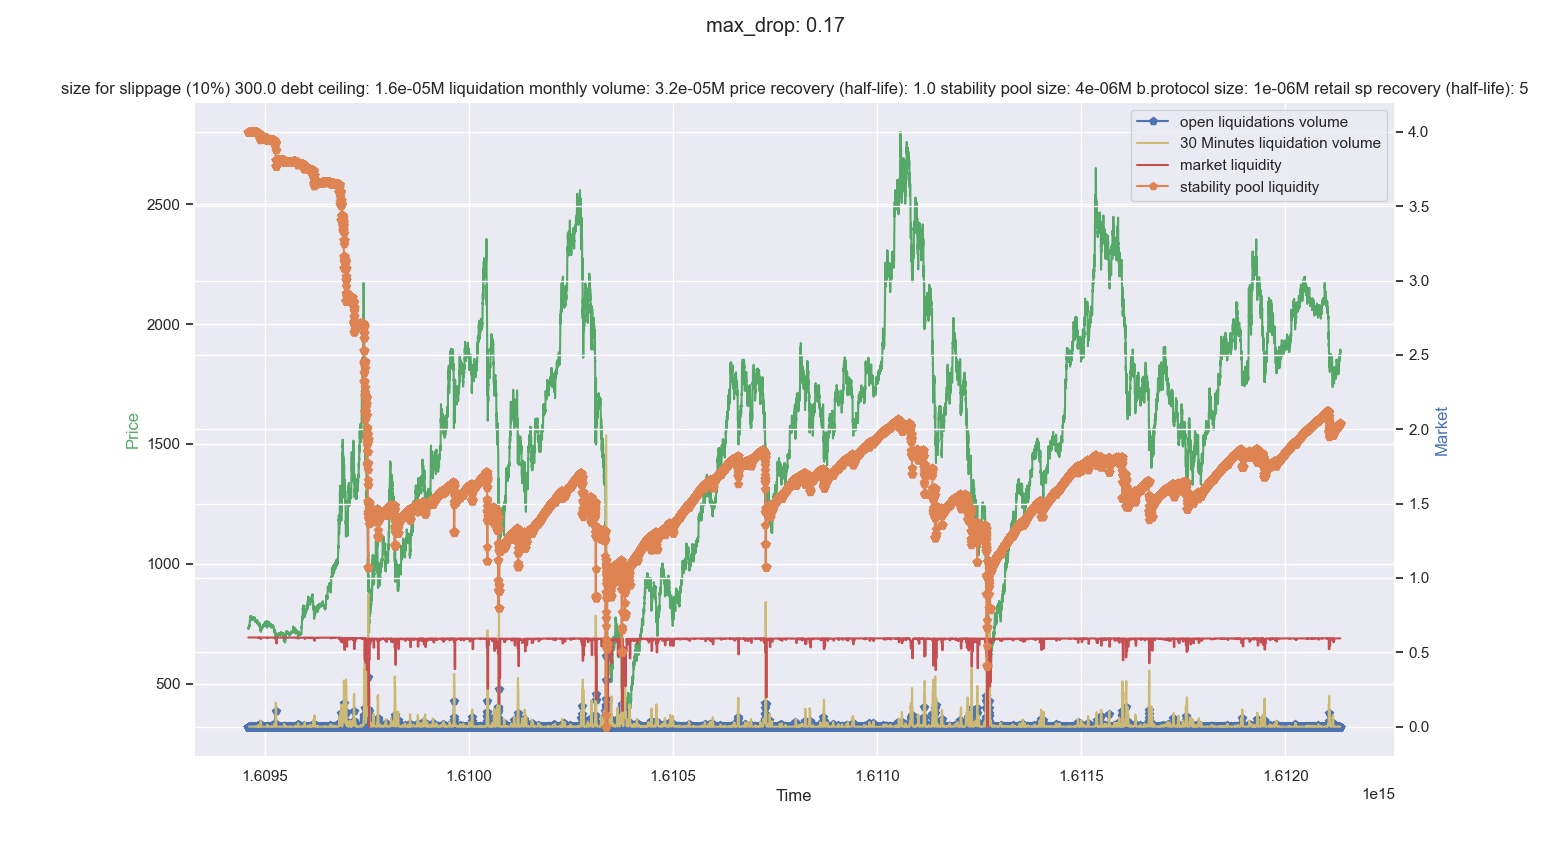 max_drop: 0.17
size for slippage (10%) 300.0 debt ceiling: 1.6e-05M liquidation monthly volume: 3.2e-05M price recovery (half-life): 1.0 stability pool size: 4e-06M b.protocol size: 1e-06M retail sp recovery (half-life): 5
open liquidations volume
30 Minutes liquidation volume
market liquidity
stability pool liquidity
Price
2500
2000
1500
1000
500
4.0
3.5
3.0
2.5
2.0
1.5
1.0
0.5
0.0
Market
1.6095 1.6100 1.6105 1.6110 1.6115 1.6120
Time
1e15